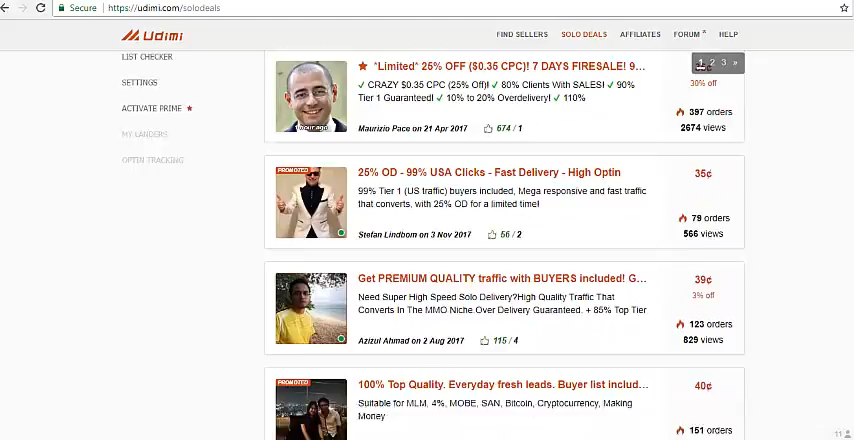 Secure
https://udimi.com/solodeals
Udimi
FIND SELLERS
SOLO DEALS
AFFILIATES
FORUM
HELP
LIST CHECKER
SETTINGS
ACTIVATE PRIME ★
MY LANDERS
OPTIN TRACKING
1 2 3 »
★ *Limited* 25% OFF ($0.35 CPC)! 7 DAYS FIRESALE! 9...
30% off
✓ CRAZY $0.35 CPC (25% Off)! ✓ 80% Clients With SALES! ✓ 90%
Tier 1 Guaranteed! ✓ 10% to 20% Overdelivery! ✓ 110%
397 orders
1 hour ago
Maurizio Pace on 21 Apr 2017
674 / 1
2674 views
PROMOTED
25% OD - 99% USA Clicks - Fast Delivery - High Optin
35¢
99% Tier 1 (US traffic) buyers included, Mega responsive and fast traffic
that converts, with 25% OD for a limited time!
79 orders
Stefan Lindbom on 3 Nov 2017
56 / 2
566 views
Get PREMIUM QUALITY traffic with BUYERS included! G...
39¢
3% off
Need Super High Speed Solo Delivery?High Quality Traffic That
Converts In The MMO Niche.Over Delivery Guaranteed. + 85% Top Tier
123 orders
Azizul Ahmad on 2 Aug 2017
115 / 4
829 views
PROMOTED
100% Top Quality. Everyday fresh leads. Buyer list includ...
40¢
Suitable for MLM, 4%, MOBE, SAN, Bitcoin, Cryptocurrency, Making
Money
151 orders
11